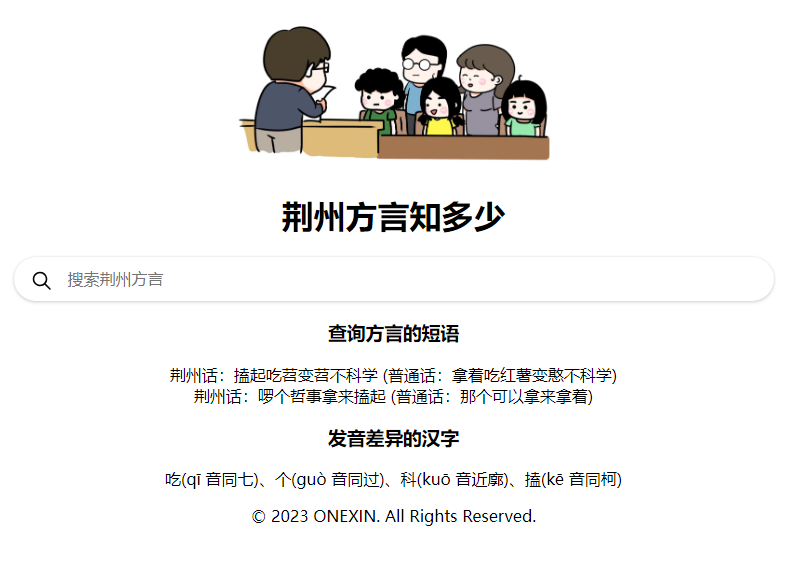 荆州方言知多少
搜索荆州方言
查询方言的短语
荆州话：搕起吃苕变苕不科学 (普通话：拿着吃红薯变憨不科学)
荆州话：啰个哲事拿来搕起 (普通话：那个可以拿来拿着)
发音差异的汉字
吃(qī 音同七)、个(guò 音同过)、科(kuō 音近廓)、搕(kē 音同柯)
© 2023 ONEXIN. All Rights Reserved.